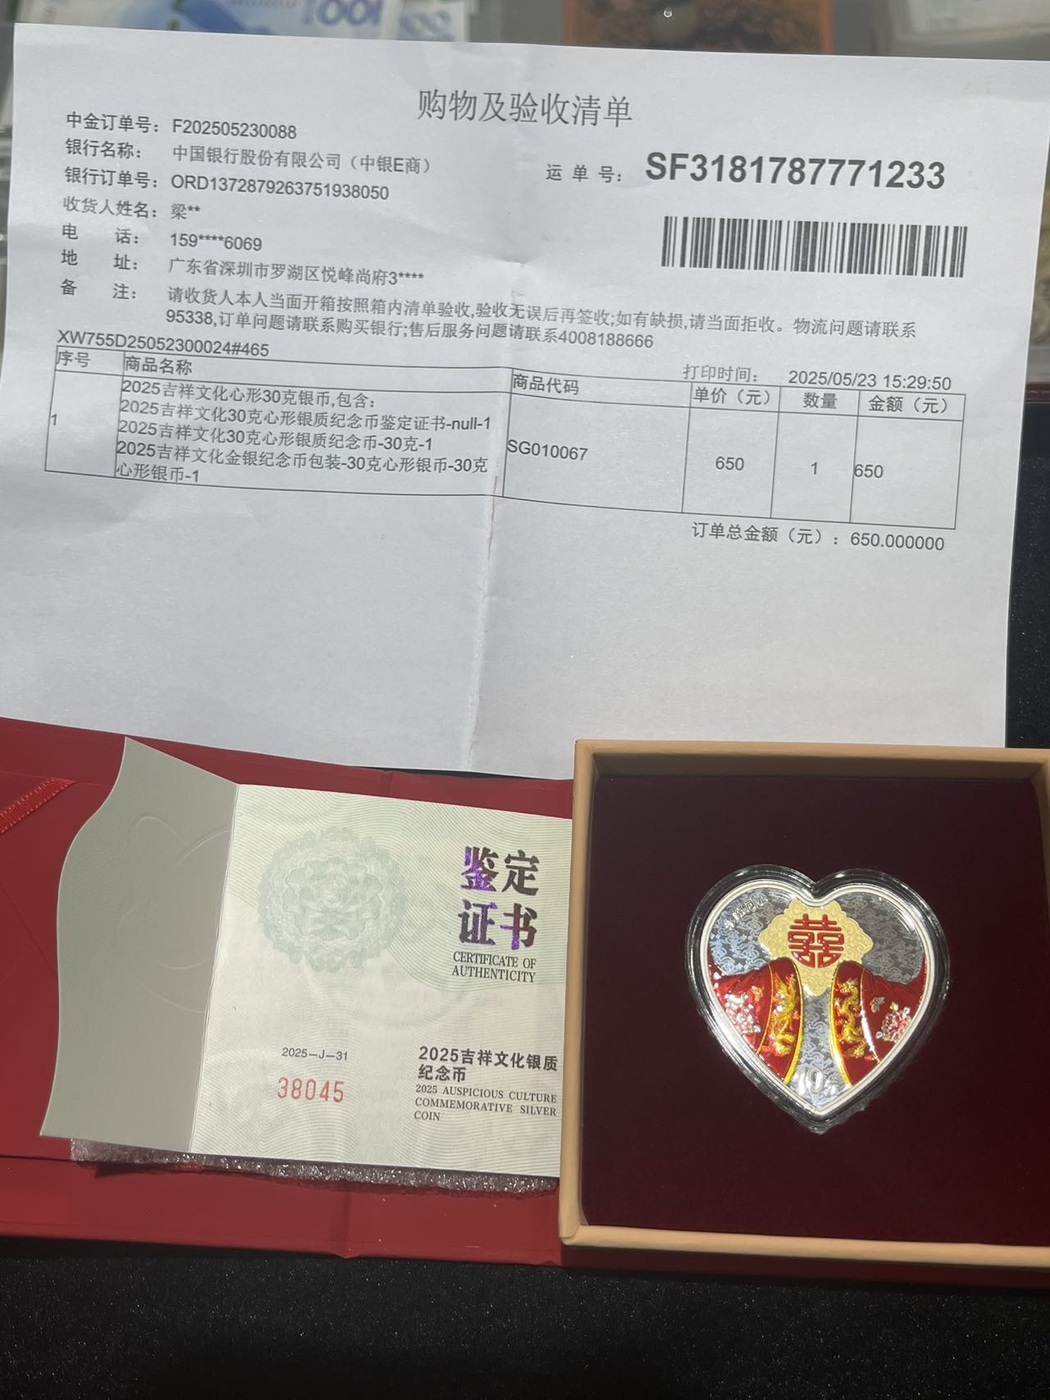 购物及验收清单
中金订单号：F202505230088
银行名称：中国银行股份有限公司（中银E商）
运单号：SF3181787771233
银行订单号：ORD1372879263751938050
收货人姓名：梁**
电话：159****6069
地址：广东省深圳市罗湖区悦峰尚府3****
备注：请收货人本人当面开箱按照箱内清单验收,验收无误后再签收;如有缺损,请当面拒收。物流问题请联系
95338,订单问题请联系购买银行;售后服务问题请联系4008188666
XW755D25052300024#465
打印时间：2025/05/23 15:29:50
序号 商品名称 商品代码 单价（元） 数量 金额（元）
2025吉祥文化心形30克银币,包含：
2025吉祥文化30克心形银质纪念币鉴定证书-null-1
2025吉祥文化30克心形银质纪念币-30克-1
2025吉祥文化金银纪念币包装-30克心形银币-30克
心形银币-1
1 SG010067 650 1 650
订单总金额（元）：650.000000
鉴定
证书
CERTIFICATE OF
AUTHENTICITY
2025—J—31
38045
2025吉祥文化银质
纪念币
2025 AUSPICIOUS CULTURE
COMMEMORATIVE SILVER
COIN
囍
100